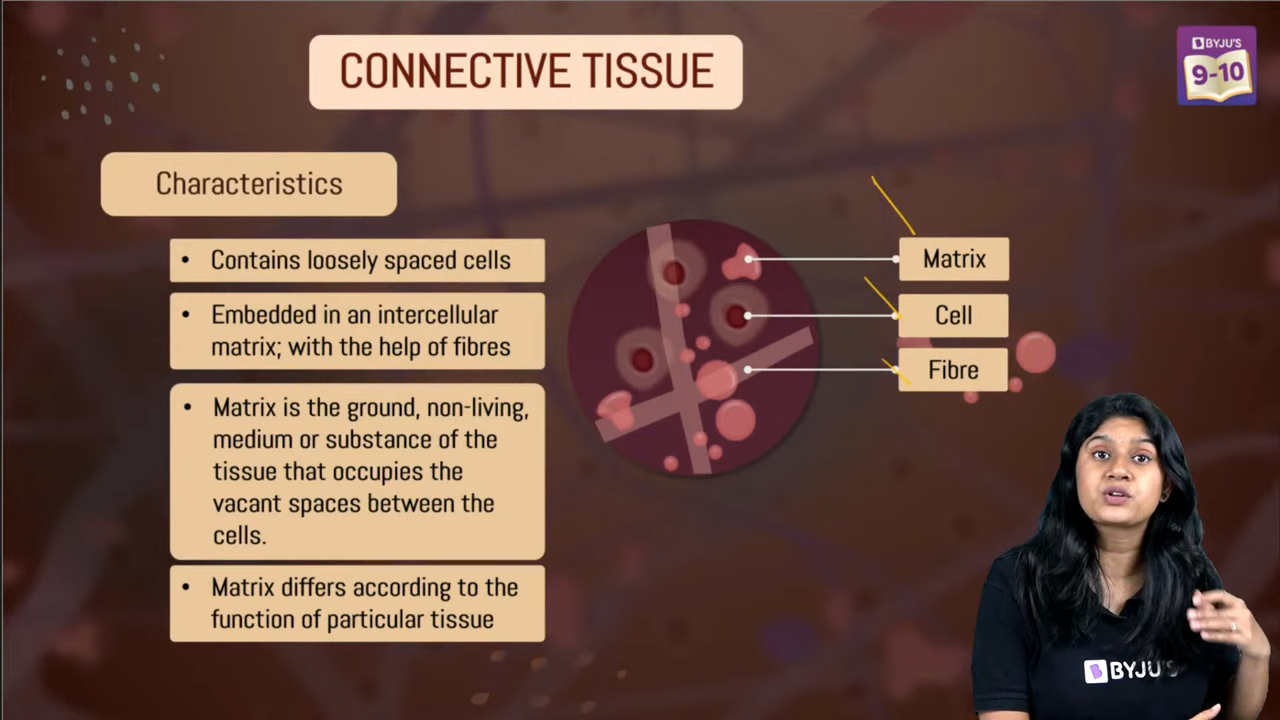 CONNECTIVE TISSUE
BYJU'S
9-10
Characteristics
• Contains loosely spaced cells
• Embedded in an intercellular
matrix; with the help of fibres
• Matrix is the ground, non-living,
medium or substance of the
tissue that occupies the
vacant spaces between the
cells.
• Matrix differs according to the
function of particular tissue
Matrix
Cell
Fibre
BYJU'S